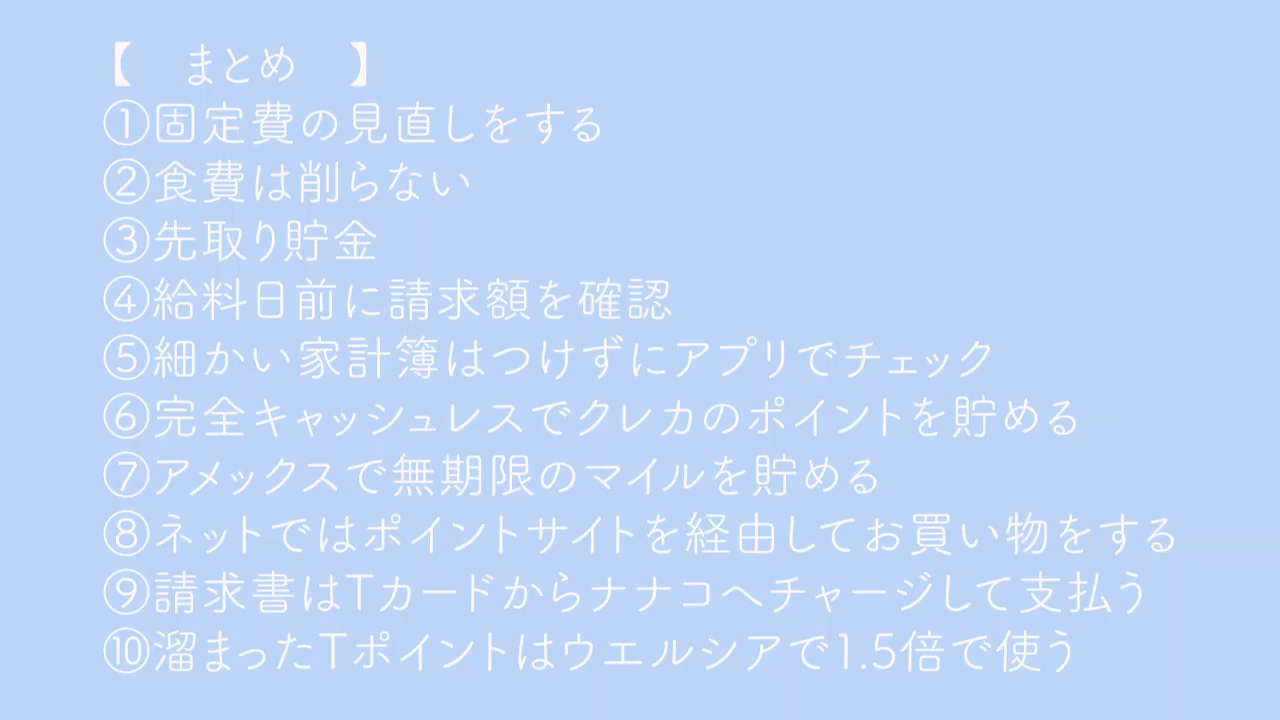 【　まとめ　】
①固定費の見直しをする
②食費は削らない
③先取り貯金
④給料日前に請求額を確認
⑤細かい家計簿はつけずにアプリでチェック
⑥完全キャッシュレスでクレカのポイントを貯める
⑦アメックスで無期限のマイルを貯める
⑧ネットではポイントサイトを経由してお買い物をする
⑨請求書はTカードからナナコへチャージして支払う
⑩溜まったTポイントはウエルシアで1.5倍で使う